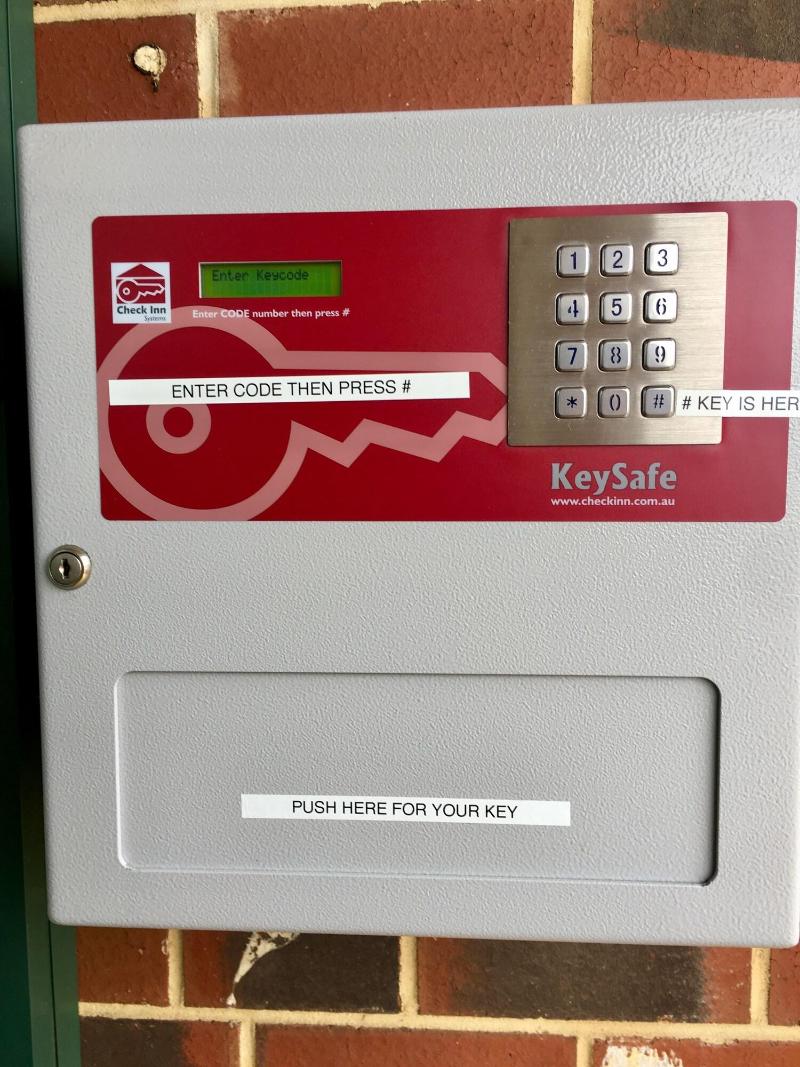 Enter Keycode
Check Inn
Systems
Enter CODE number then press #
ENTER CODE THEN PRESS #
1 2 3
4 5 6
7 8 9
* 0 #
# KEY IS HER
KeySafe
www.checkinn.com.au
PUSH HERE FOR YOUR KEY